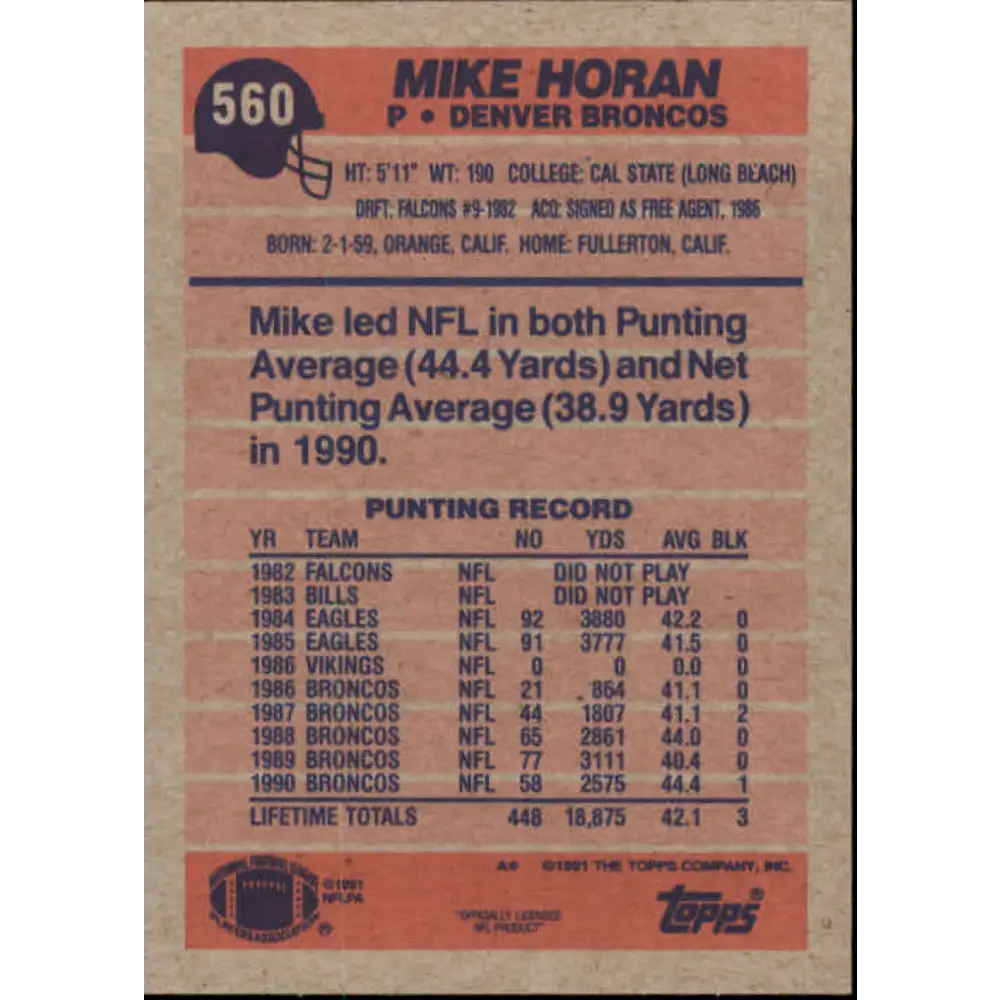 560
MIKE HORAN
P • DENVER BRONCOS
HT: 5'11" WT: 190 COLLEGE: CAL STATE (LONG BEACH)
DRFT: FALCONS #9-1982 ACQ: SIGNED AS FREE AGENT, 1986
BORN: 2-1-59, ORANGE, CALIF. HOME: FULLERTON, CALIF.
Mike led NFL in both Punting
Average (44.4 Yards) and Net
Punting Average (38.9 Yards)
in 1990.
PUNTING RECORD
YR TEAM NO YDS AVG BLK
1982 FALCONS NFL DID NOT PLAY
1983 BILLS NFL DID NOT PLAY
1984 EAGLES NFL 92 3880 42.2 0
1985 EAGLES NFL 91 3777 41.5 0
1986 VIKINGS NFL 0 0 0.0 0
1986 BRONCOS NFL 21 864 41.1 0
1987 BRONCOS NFL 44 1807 41.1 2
1988 BRONCOS NFL 65 2861 44.0 0
1989 BRONCOS NFL 77 3111 40.4 0
1990 BRONCOS NFL 58 2575 44.4 1
LIFETIME TOTALS 448 18,875 42.1 3
A® ©1991 THE TOPPS COMPANY, INC.
©1991
NFLPA
"OFFICIALLY LICENSED
NFL PRODUCT"
topps®